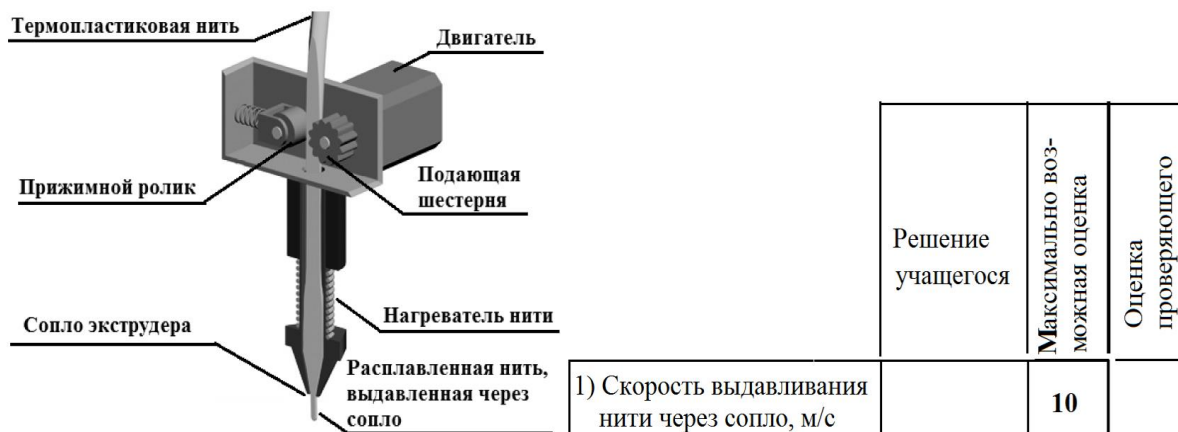 Термопластиковая нить
Двигатель
Прижимной ролик
Подающая
шестерня
Сопло экструдера
Нагреватель нити
Расплавленная нить,
выдавленная через
сопло
Решение
учащегося
Максимально воз-
можная оценка
Оценка
проверяющего
1) Скорость выдавливания
нити через сопло, м/с
10